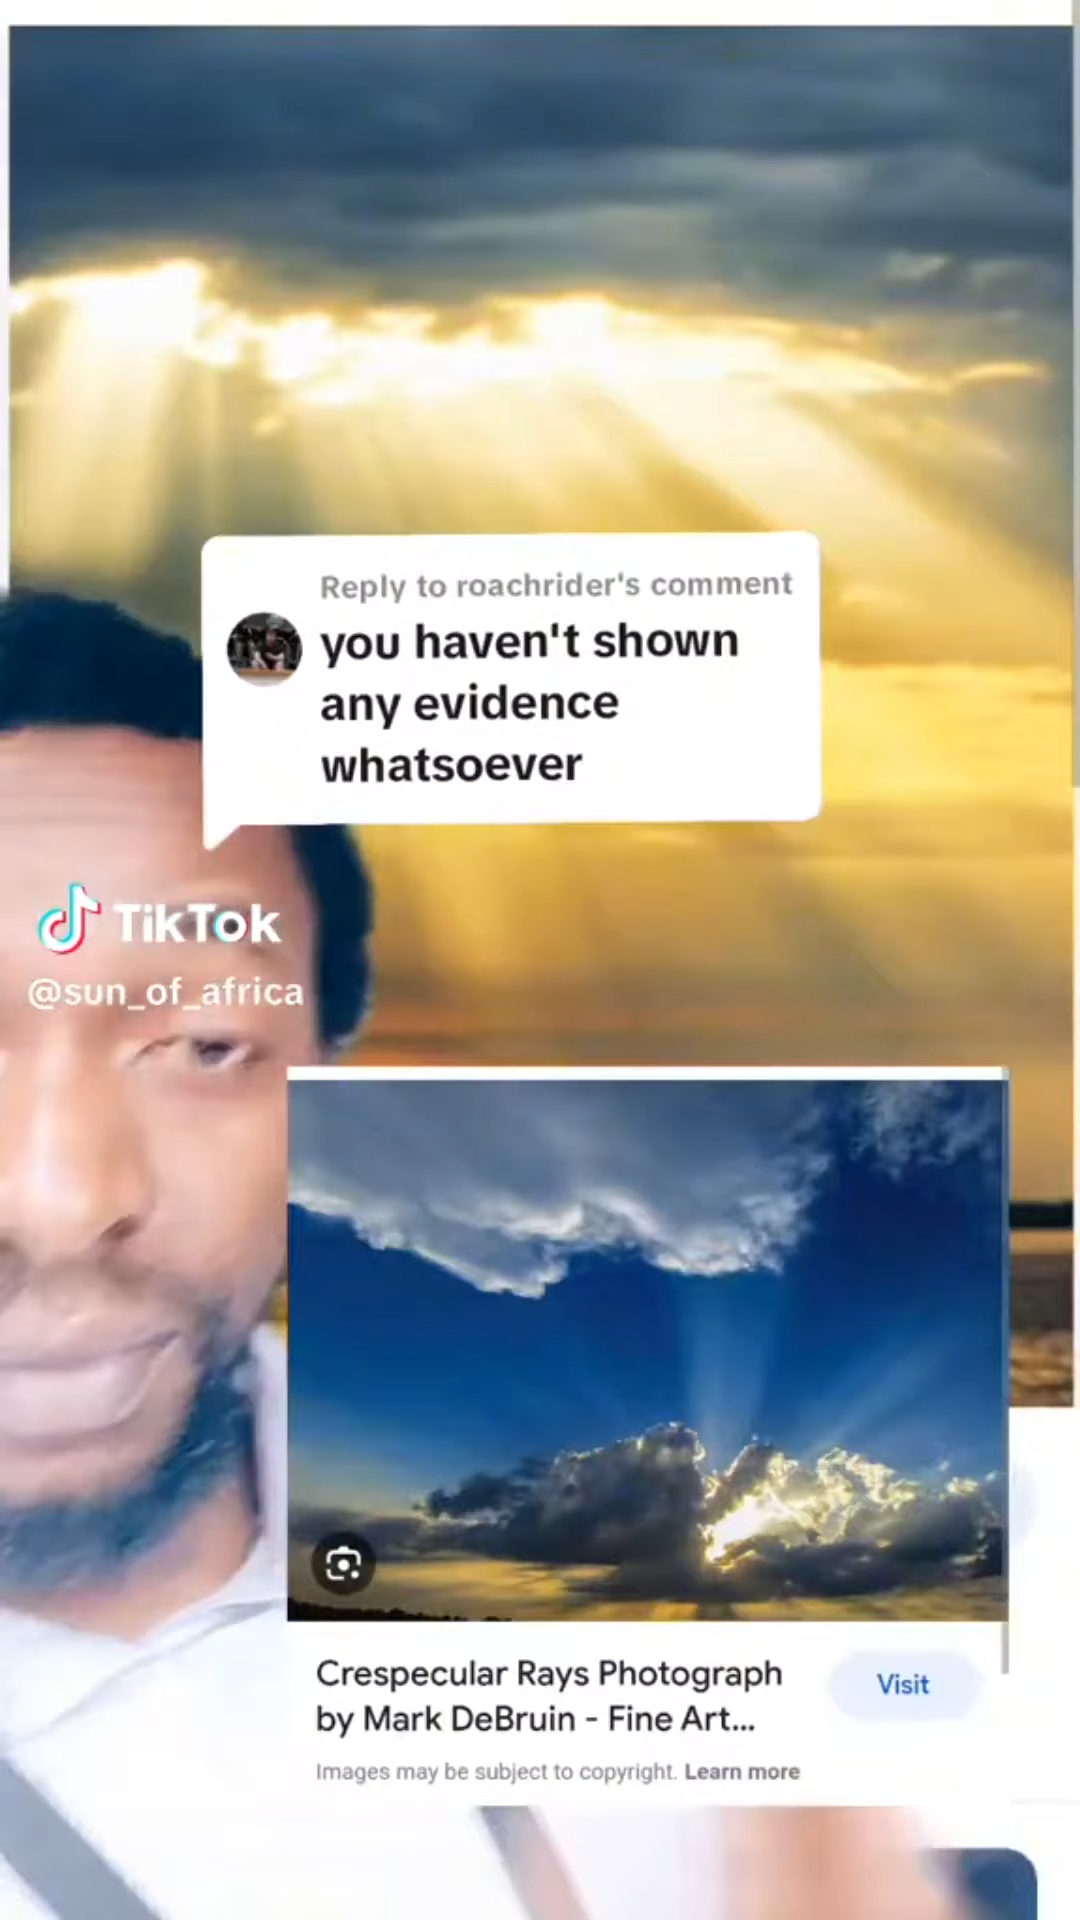 Reply to roachrider's comment
you haven't shown
any evidence
whatsoever
TikTok
@sun_of_africa
Crespecular Rays Photograph
by Mark DeBruin - Fine Art...
Visit
Images may be subject to copyright. Learn more